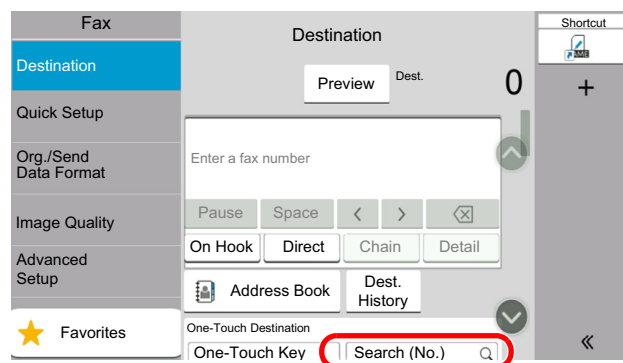 Fax
Destination
Shortcut
Destination
Preview
Dest.
0
Quick Setup
Enter a fax number
Org./Send
Data Format
Pause
Space
Image Quality
On Hook
Direct
Chain
Detail
Advanced
Setup
Address Book
Dest.
History
Favorites
One-Touch Destination
One-Touch Key
Search (No.)